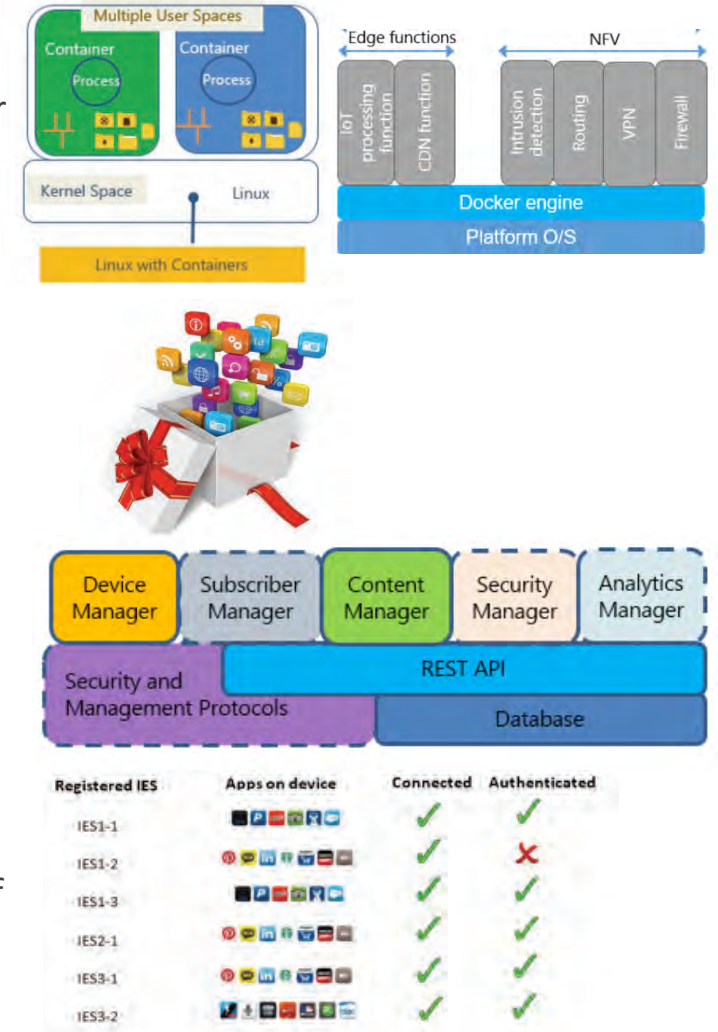 Multiple User Spaces
Container
Process
Container
Process
Kernel Space
Linux
Linux with Containers
Edge functions
NFV
IoT
processing
function
CDN function
Intrusion
detection
Routing
VPN
Firewall
Docker engine
Platform O/S
Device
Manager
Subscriber
Manager
Content
Manager
Security
Manager
Analytics
Manager
REST API
Security and
Management Protocols
Database
Registered IES Apps on device Connected Authenticated
IES1-1
IES1-2
IES1-3
IES2-1
IES3-1
IES3-2